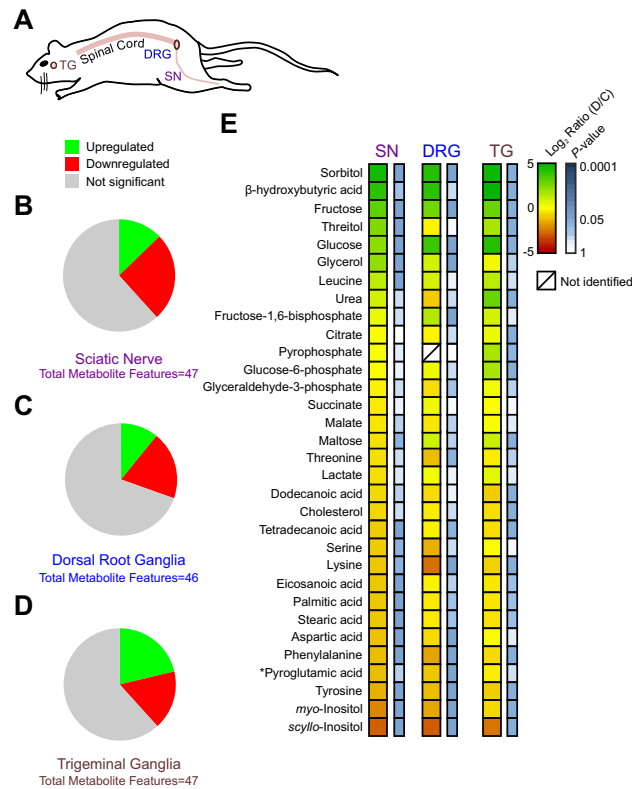 A
TG
Spinal Cord
DRG
SN
Upregulated
Downregulated
Not significant
B
Sciatic Nerve
Total Metabolite Features=47
C
Dorsal Root Ganglia
Total Metabolite Features=46
D
Trigeminal Ganglia
Total Metabolite Features=47
E
SN DRG TG
Log₂ Ratio (D/C)
P-value
5
0
-5
0.0001
0.05
1
Not identified
Sorbitol
β-hydroxybutyric acid
Fructose
Threitol
Glucose
Glycerol
Leucine
Urea
Fructose-1,6-bisphosphate
Citrate
Pyrophosphate
Glucose-6-phosphate
Glyceraldehyde-3-phosphate
Succinate
Malate
Maltose
Threonine
Lactate
Dodecanoic acid
Cholesterol
Tetradecanoic acid
Serine
Lysine
Eicosanoic acid
Palmitic acid
Stearic acid
Aspartic acid
Phenylalanine
*Pyroglutamic acid
Tyrosine
myo-Inositol
scyllo-Inositol